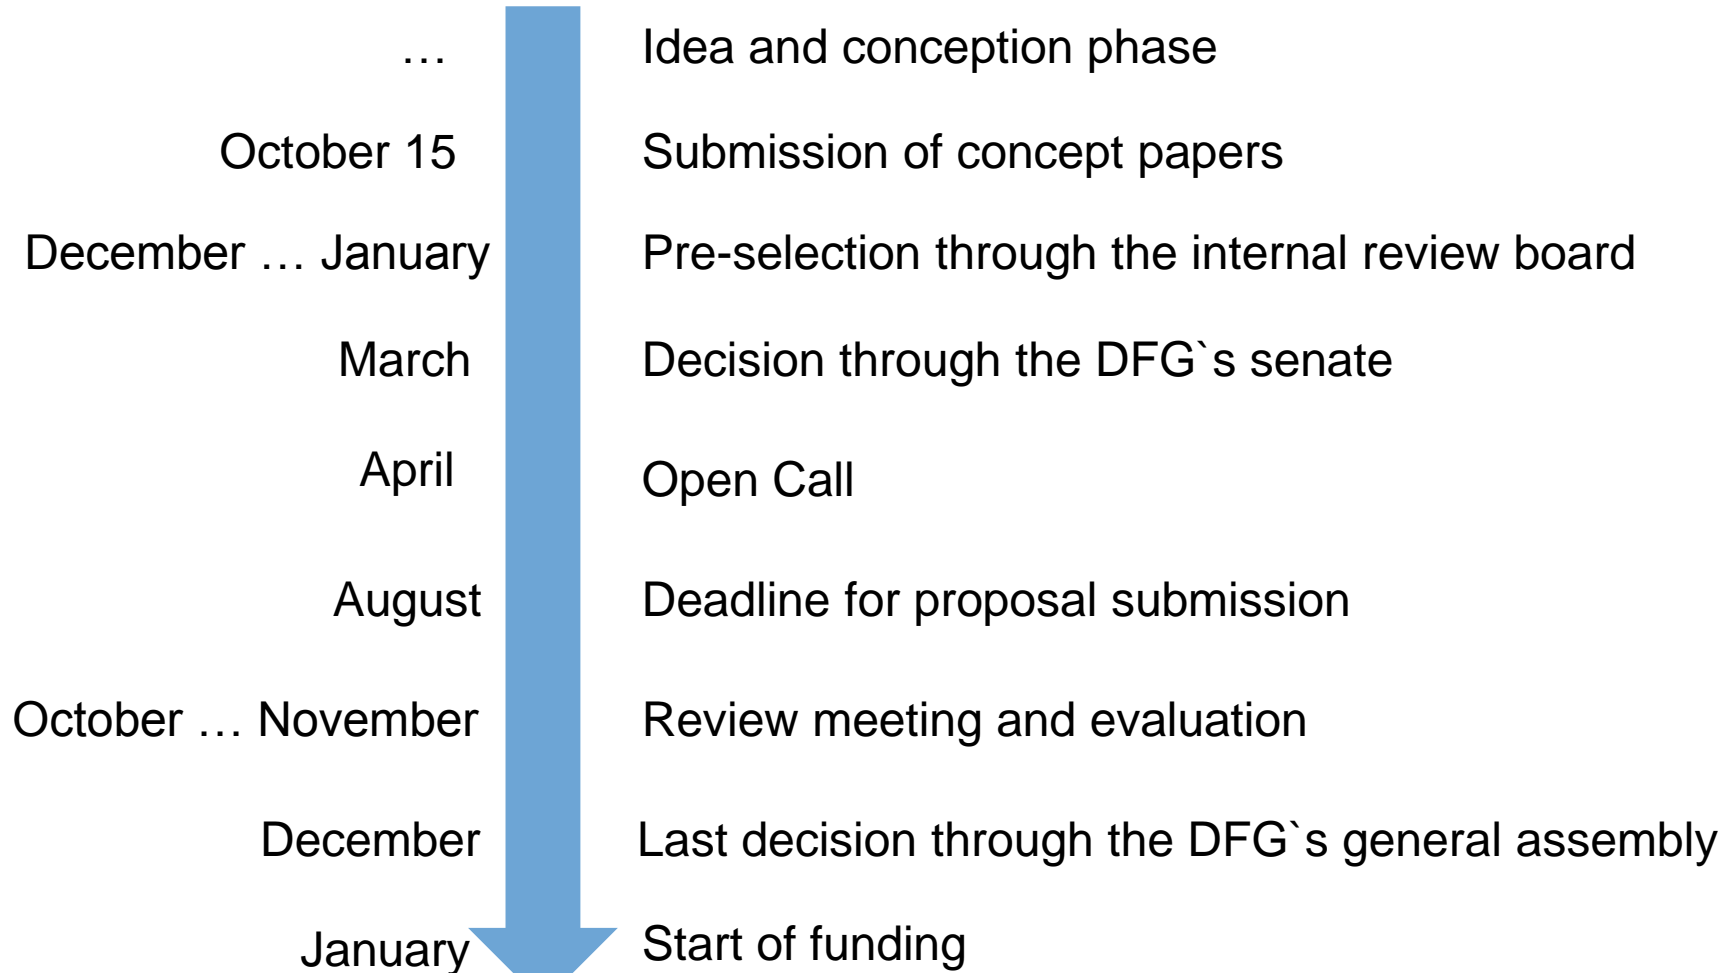 … Idea and conception phase
October 15 Submission of concept papers
December … January Pre-selection through the internal review board
March Decision through the DFG`s senate
April Open Call
August Deadline for proposal submission
October … November Review meeting and evaluation
December Last decision through the DFG`s general assembly
January Start of funding